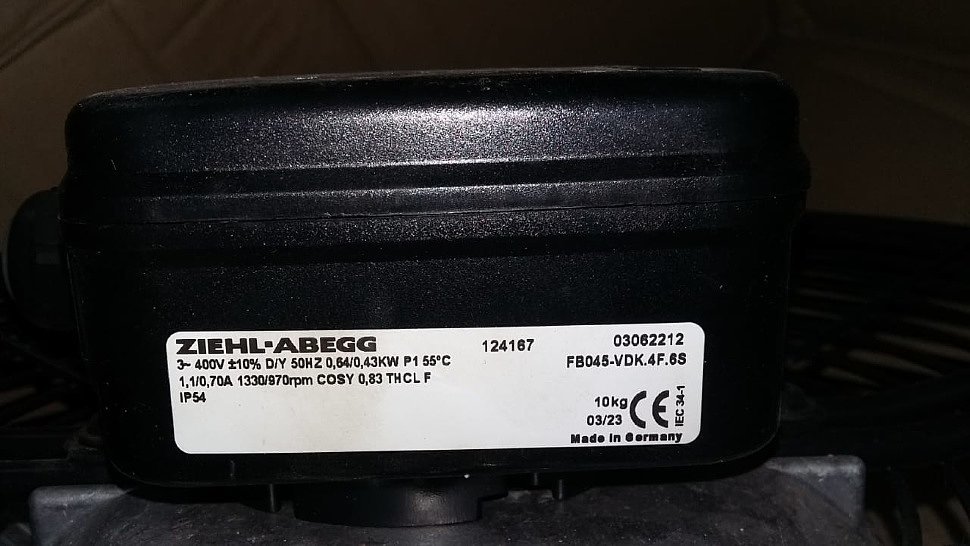 ZIEHL-ABEGG 124167 03062212
3~ 400V ±10% D/Y 50HZ 0,64/0,43KW P1 55°C FB045-VDK.4F.6S
1,1/0,70A 1330/970rpm COSY 0,83 THCL F
IP54
10kg CE
03/23
IEC 34-1
Made in Germany